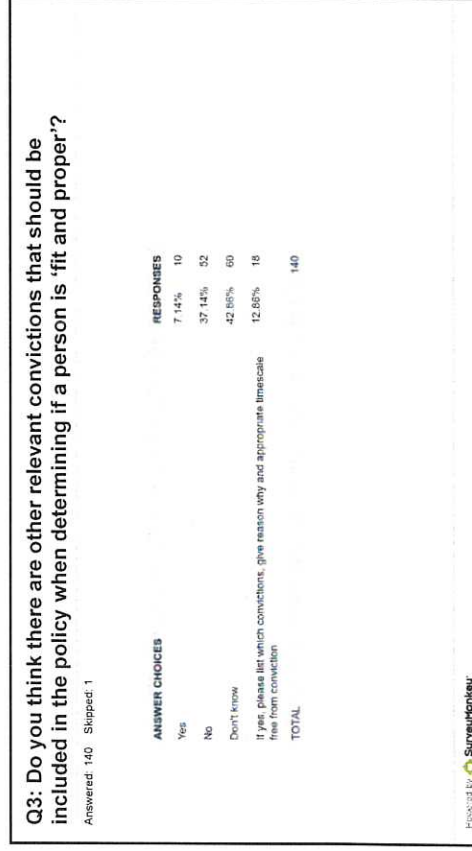 Q3: Do you think there are other relevant convictions that should be
included in the policy when determining if a person is ‘fit and proper’?
Answered: 140 Skipped: 1
ANSWER CHOICES RESPONSES
Yes 7.14% 10
No 37.14% 52
Don't know 42.86% 60
If yes, please list which convictions, give reason why and appropriate timescale 12.86% 18
free from conviction
TOTAL 140
Powered by SurveyMonkey